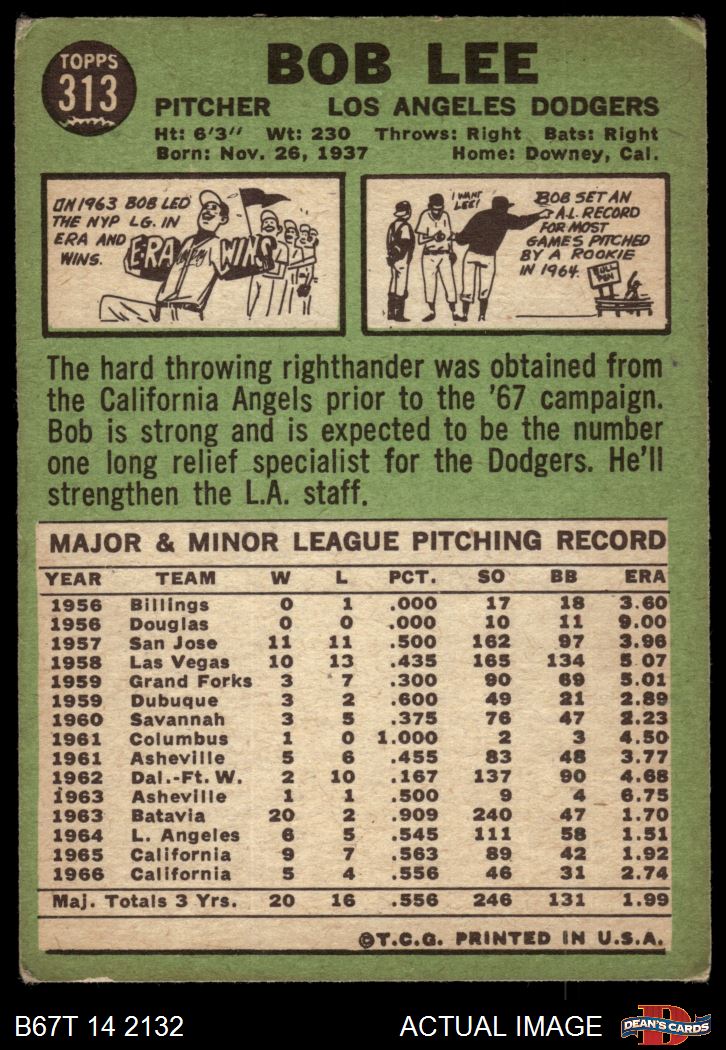 TOPPS
313
BOB LEE
PITCHER LOS ANGELES DODGERS
Ht: 6'3" Wt: 230 Throws: Right Bats: Right
Born: Nov. 26, 1937 Home: Downey, Cal.
IN 1963 BOB LED
THE NYP LG. IN
ERA AND
WINS.
ERA
WINS
I WANT
LEE!
BOB SET AN
A.L. RECORD
FOR MOST
GAMES PITCHED
BY A ROOKIE
IN 1964.
BULL
PEN
The hard throwing righthander was obtained from
the California Angels prior to the '67 campaign.
Bob is strong and is expected to be the number
one long relief specialist for the Dodgers. He'll
strengthen the L.A. staff.
MAJOR & MINOR LEAGUE PITCHING RECORD
YEAR TEAM W L PCT. SO BB ERA
1956 Billings 0 1 .000 17 18 3.60
1956 Douglas 0 0 .000 10 11 9.00
1957 San Jose 11 11 .500 162 97 3.96
1958 Las Vegas 10 13 .435 165 134 5.07
1959 Grand Forks 3 7 .300 90 69 5.01
1959 Dubuque 3 2 .600 49 21 2.89
1960 Savannah 3 5 .375 76 47 2.23
1961 Columbus 1 0 1.000 2 3 4.50
1961 Asheville 5 6 .455 83 48 3.77
1962 Dal.-Ft. W. 2 10 .167 137 90 4.68
1963 Asheville 1 1 .500 9 4 6.75
1963 Batavia 20 2 .909 240 47 1.70
1964 L. Angeles 6 5 .545 111 58 1.51
1965 California 9 7 .563 89 42 1.92
1966 California 5 4 .556 46 31 2.74
Maj. Totals 3 Yrs. 20 16 .556 246 131 1.99
©T.C.G. PRINTED IN U.S.A.
B67T 14 2132 ACTUAL IMAGE
D
DEAN'S CARDS